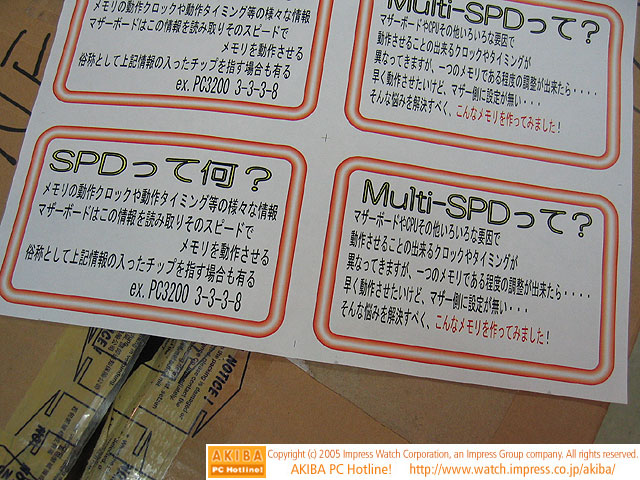 メモリの動作クロックや動作タイミング等の様々な情報
マザーボードはこの情報を読み取りそのスピードで
メモリを動作させる
俗称として上記情報の入ったチップを指す場合も有る
ex. PC3200 3-3-3-8
Multi-SPDって？
マザーボードやCPUその他いろいろな要因で
動作させることの出来るクロックやタイミングが
異なってきますが、一つのメモリである程度の調整が出来たら・・・・・
早く動作させたいけど、マザー側に設定が無い・・・・
そんな悩みを解決すべく、こんなメモリを作ってみました！
SPDって何？
メモリの動作クロックや動作タイミング等の様々な情報
マザーボードはこの情報を読み取りそのスピードで
メモリを動作させる
俗称として上記情報の入ったチップを指す場合も有る
ex. PC3200 3-3-3-8
Multi-SPDって？
マザーボードやCPUその他いろいろな要因で
動作させることの出来るクロックやタイミングが
異なってきますが、一つのメモリである程度の調整が出来たら・・・・・
早く動作させたいけど、マザー側に設定が無い・・・・
そんな悩みを解決すべく、こんなメモリを作ってみました！
NOTICE!
NOTICE!
AKIBA
PC Hotline!
Copyright (c) 2005 Impress Watch Corporation, an Impress Group company. All rights reserved.
AKIBA PC Hotline! http://www.watch.impress.co.jp/akiba/